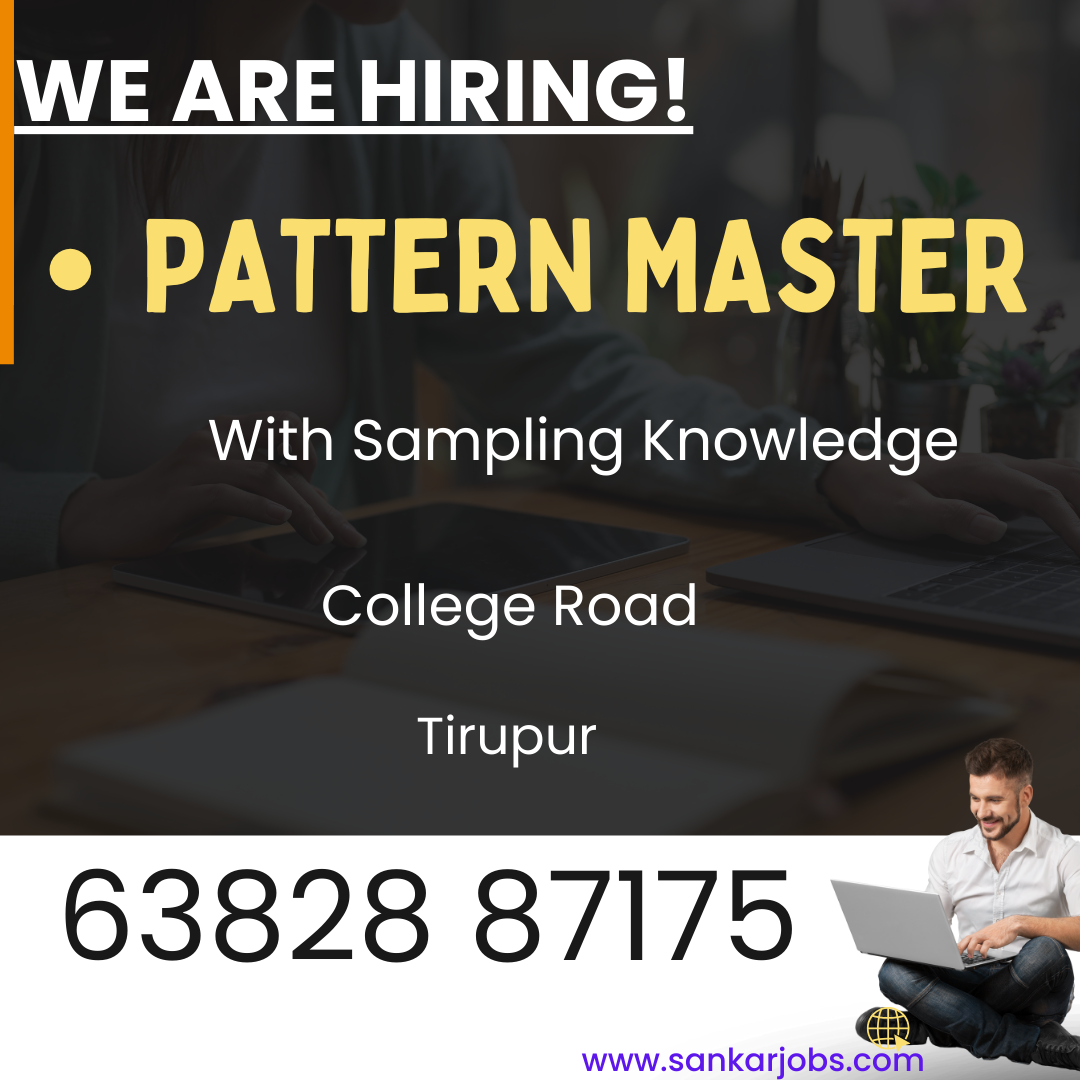 WE ARE HIRING!
• PATTERN MASTER
With Sampling Knowledge
College Road
Tirupur
63828 87175
www.sankarjobs.com